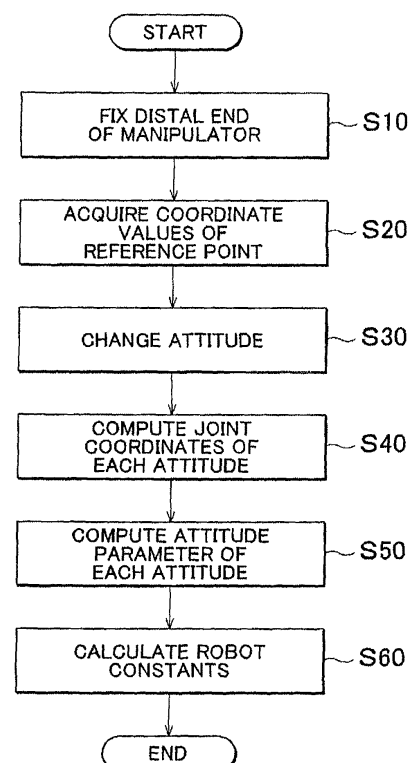 START
FIX DISTAL END
OF MANIPULATOR
S10
ACQUIRE COORDINATE
VALUES OF
REFERENCE POINT
S20
CHANGE ATTITUDE
S30
COMPUTE JOINT
COORDINATES OF
EACH ATTITUDE
S40
COMPUTE ATTITUDE
PARAMETER OF
EACH ATTITUDE
S50
CALCULATE ROBOT
CONSTANTS
S60
END